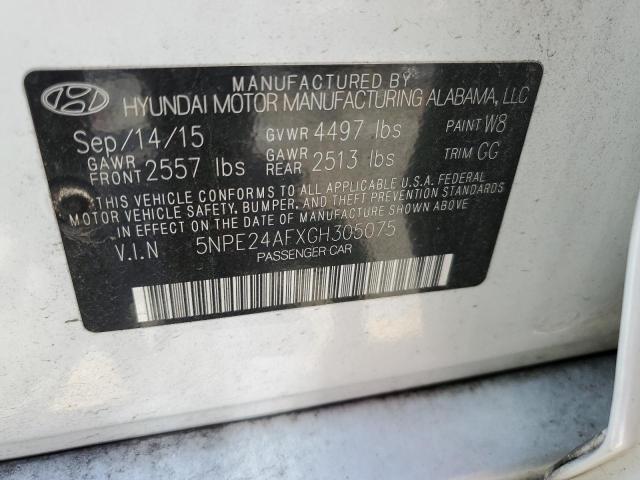 MANUFACTURED BY
HYUNDAI MOTOR MANUFACTURING ALABAMA, LLC
Sep/14/15 GVWR 4497 lbs PAINT W8
GAWR FRONT 2557 lbs GAWR REAR 2513 lbs TRIM GG
THIS VEHICLE CONFORMS TO ALL APPLICABLE U.S.A. FEDERAL
MOTOR VEHICLE SAFETY, BUMPER, AND THEFT PREVENTION STANDARDS
IN EFFECT ON THE DATE OF MANUFACTURE SHOWN ABOVE.
V.I.N 5NPE24AFXGH305075
PASSENGER CAR